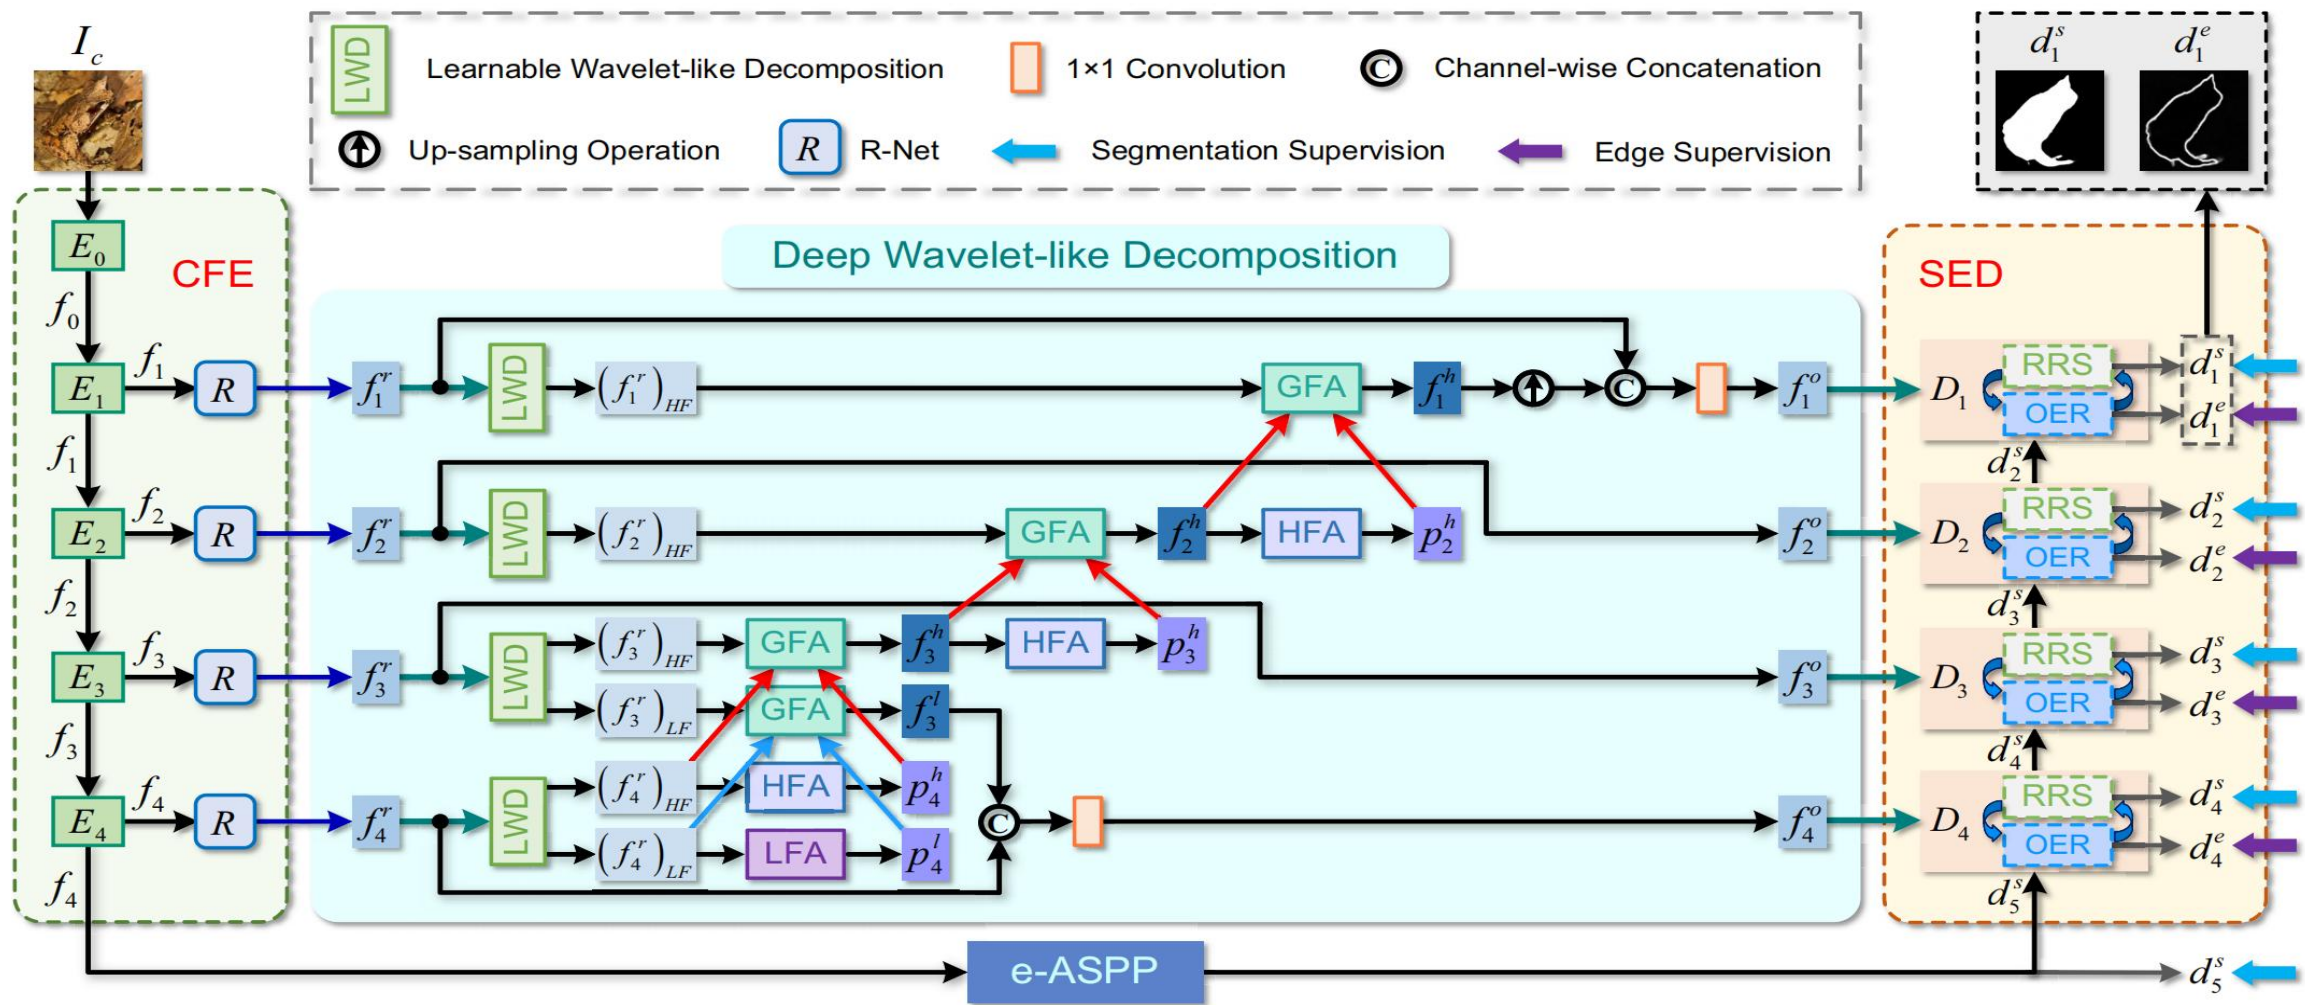 I_c
LWD Learnable Wavelet-like Decomposition 1×1 Convolution C Channel-wise Concatenation
Up-sampling Operation R R-Net Segmentation Supervision Edge Supervision
d_1^s d_1^e
CFE
Deep Wavelet-like Decomposition
SED
E_0
f_0
E_1 f_1 R f_1^r LWD (f_1^r)_HF GFA f_1^h C f_1^o D_1 RRS OER d_1^s d_1^e
f_1 d_2^s
E_2 f_2 R f_2^r LWD (f_2^r)_HF GFA f_2^h HFA p_2^h f_2^o D_2 RRS OER d_2^s d_2^e
f_2 d_3^s
E_3 f_3 R f_3^r LWD (f_3^r)_HF GFA f_3^h HFA p_3^h f_3^o D_3 RRS OER d_3^s d_3^e
(f_3^r)_LF GFA f_3^l
f_3 d_4^s
E_4 f_4 R f_4^r LWD (f_4^r)_HF HFA p_4^h C f_4^o D_4 RRS OER d_4^s d_4^e
(f_4^r)_LF LFA p_4^l
f_4 d_5^s
e-ASPP d_5^s